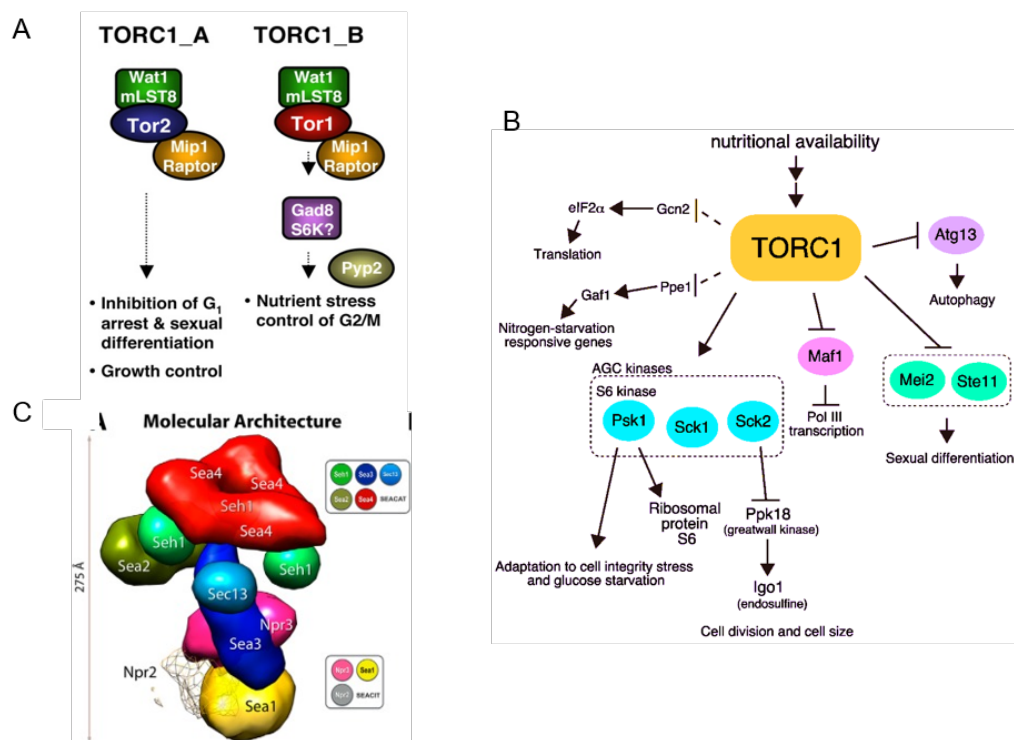 A
TORC1_A
TORC1_B
Wat1
mLST8
Tor2
Mip1
Raptor
Wat1
mLST8
Tor1
Mip1
Raptor
Gad8
S6K?
Pyp2
• Inhibition of G1
arrest & sexual
differentiation
• Growth control
• Nutrient stress
control of G2/M
B
nutritional availability
TORC1
eIF2α
Gcn2
Translation
Gaf1
Ppe1
Nitrogen-starvation
responsive genes
Atg13
Autophagy
AGC kinases
S6 kinase
Psk1
Sck1
Sck2
Maf1
Pol III
transcription
Mei2
Ste11
Sexual differentiation
Ribosomal
protein
S6
Ppk18
(greatwall kinase)
Adaptation to cell integrity stress
and glucose starvation
Igo1
(endosulfine)
Cell division and cell size
C
Molecular Architecture
275 Å
Sea4
Sea4
Seh1
Sea4
Seh1
Sea2
Seh1
Sec13
Npr3
Sea3
Npr2
Sea1
Seh1
Sea3
Sec13
Sea2
Sea4
SEACAT
Npr3
Sea1
Npr2
SEACIT